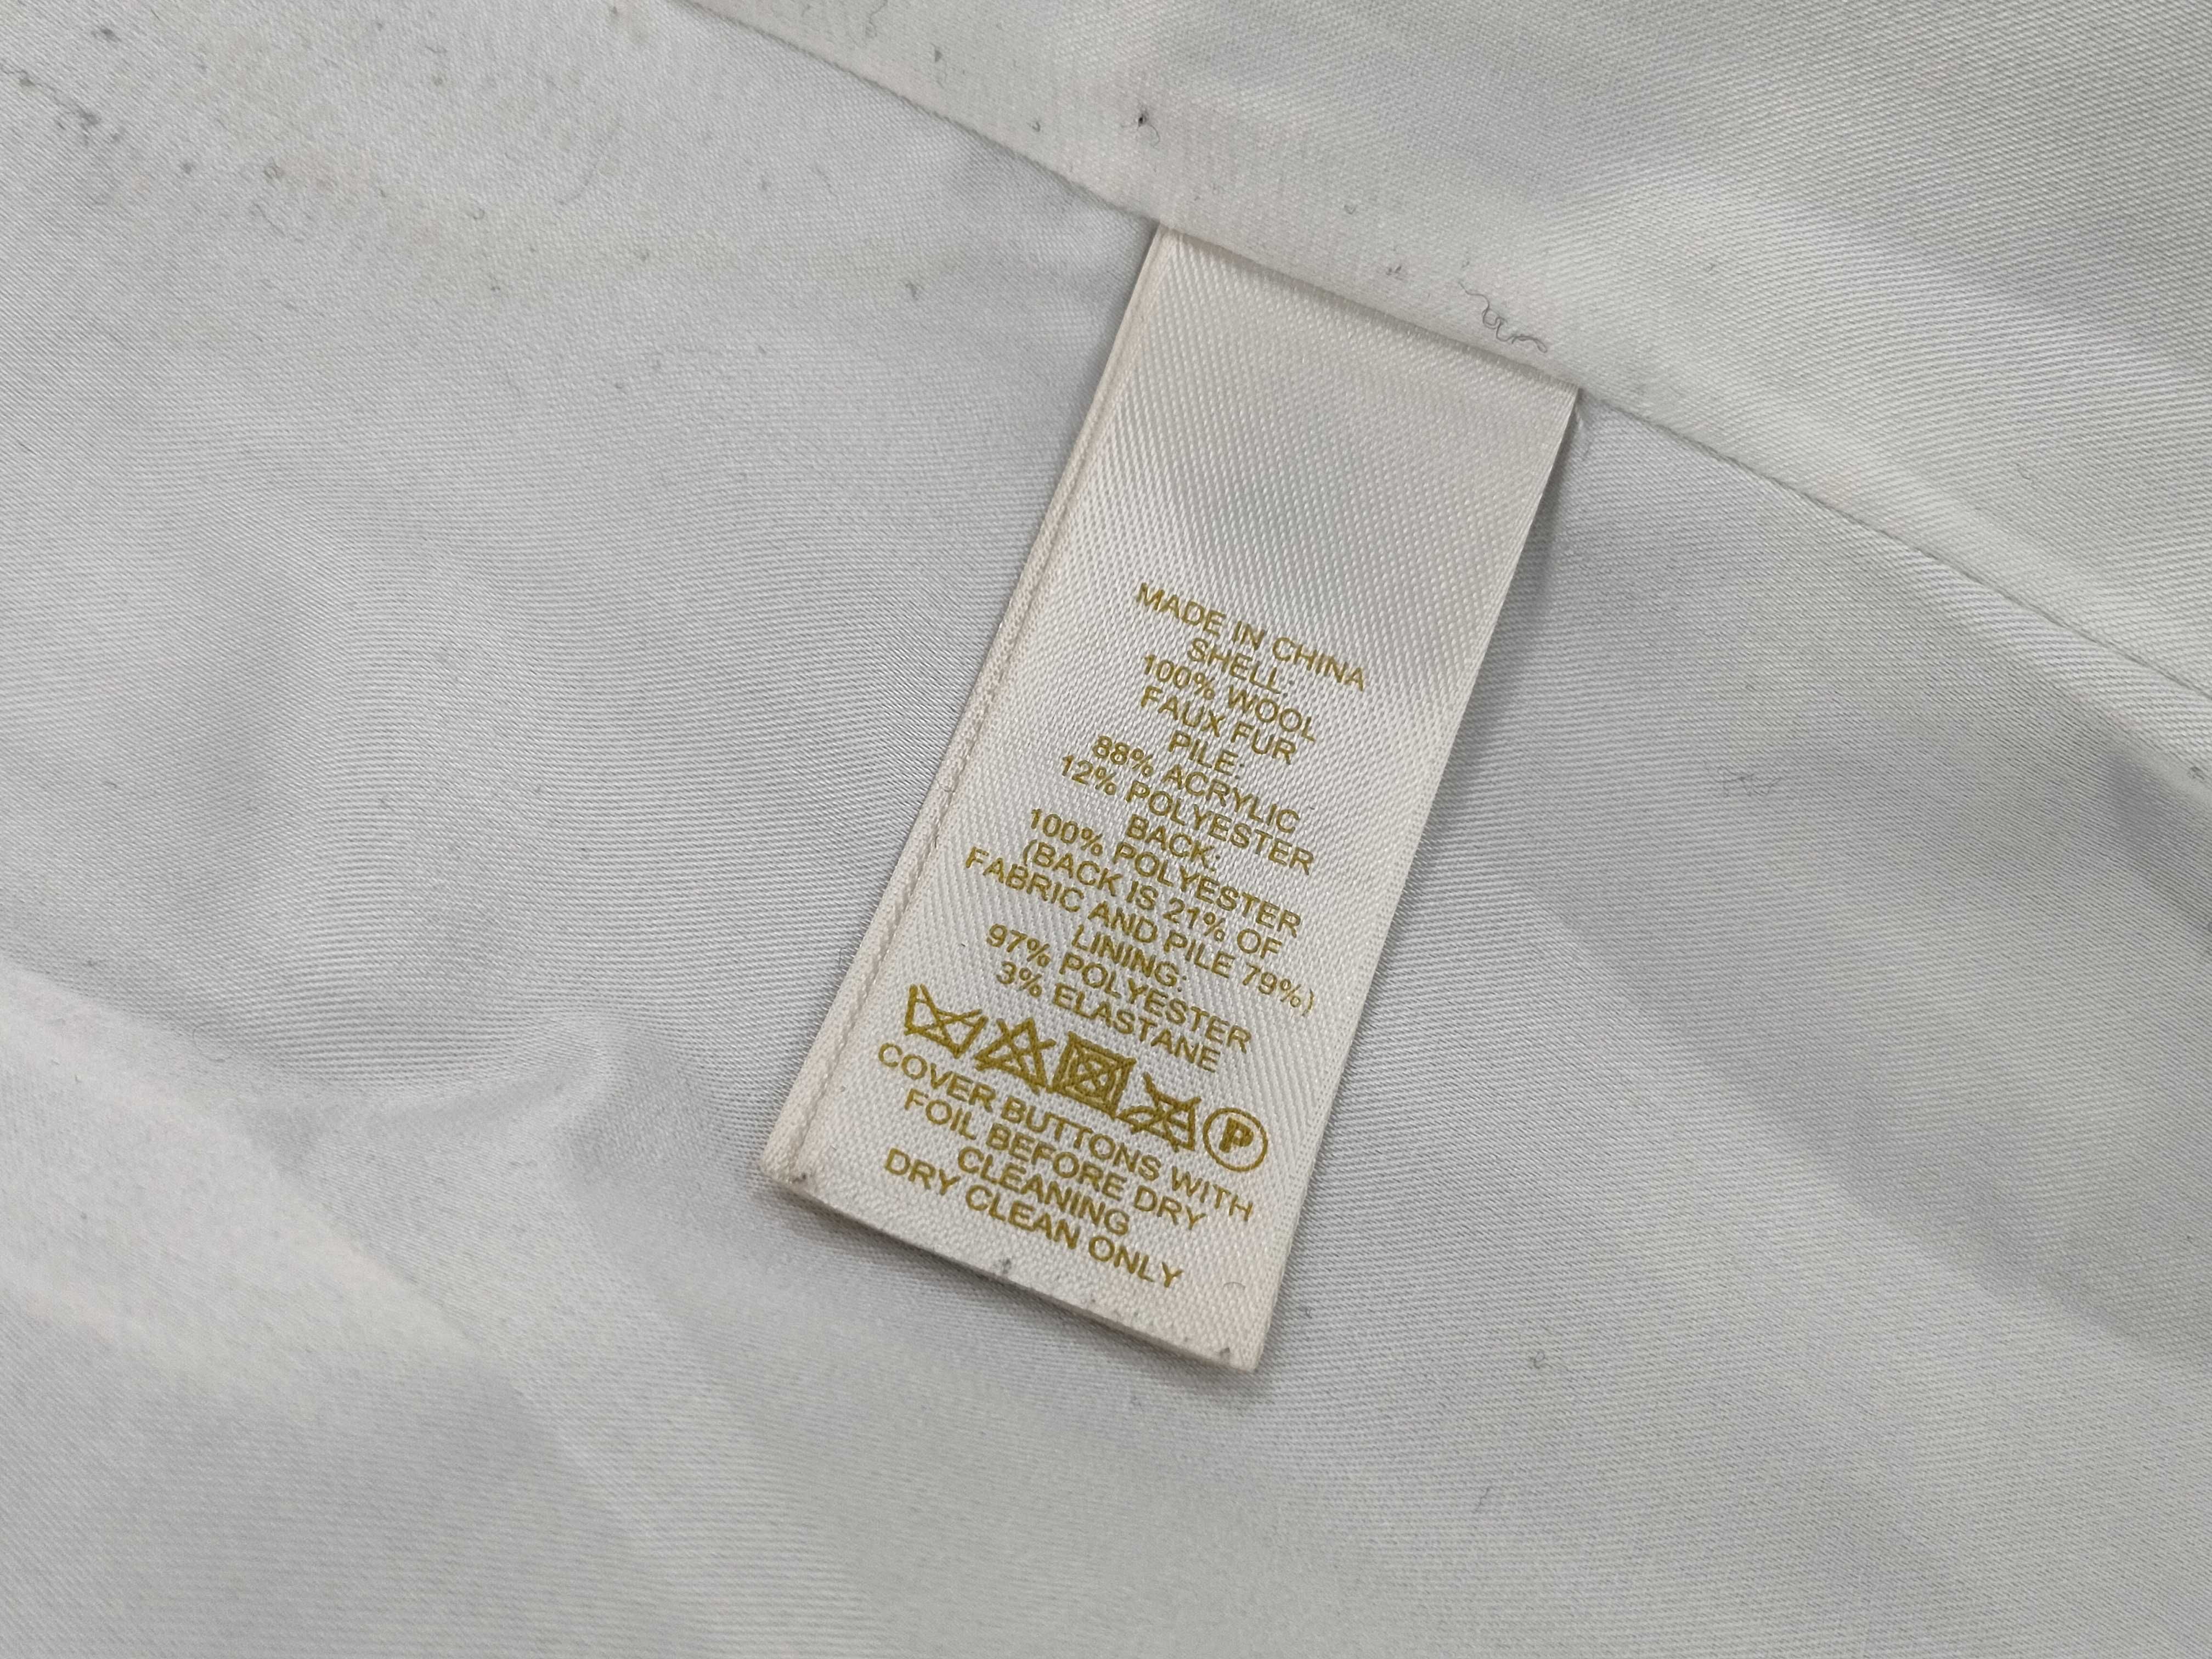 MADE IN CHINA
SHELL:
100% WOOL
FAUX FUR
PILE:
88% ACRYLIC
12% POLYESTER
BACK:
100% POLYESTER
(BACK IS 21% OF
FABRIC AND PILE 79%)
LINING:
97% POLYESTER
3% ELASTANE
P
COVER BUTTONS WITH
FOIL BEFORE DRY
CLEANING
DRY CLEAN ONLY